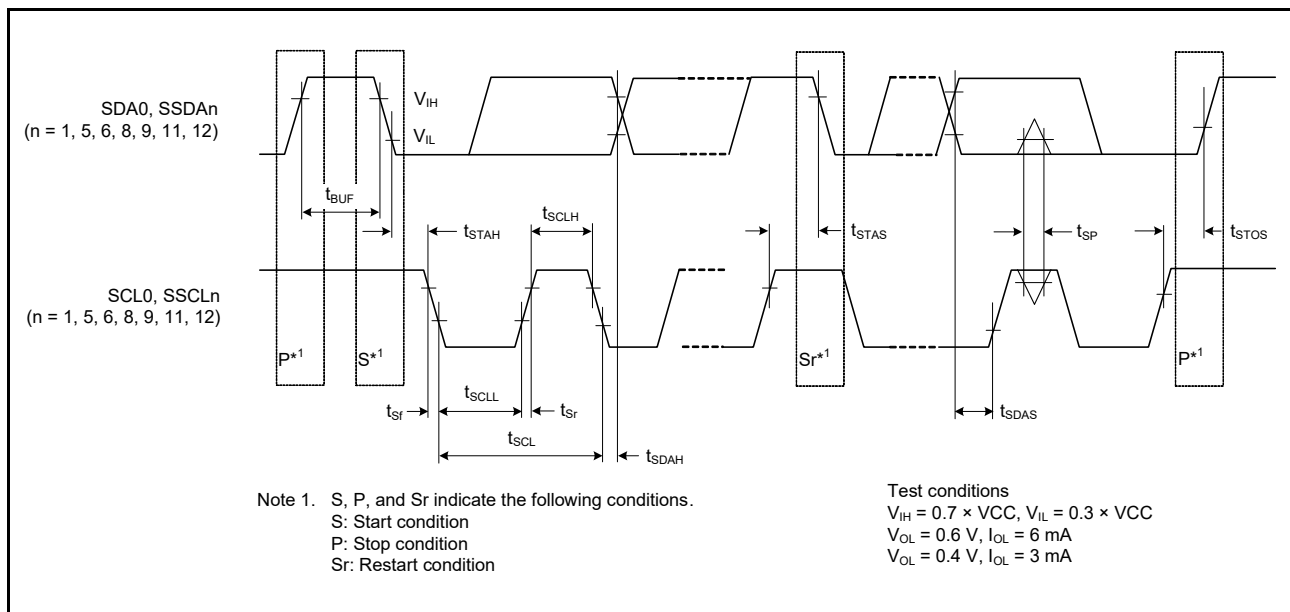 SDA0, SSDAn
(n = 1, 5, 6, 8, 9, 11, 12)
VIH
VIL
tBUF
tSTAH
tSCLH
tSTAS
tSP
tSTOS
SCL0, SSCLn
(n = 1, 5, 6, 8, 9, 11, 12)
P*1
S*1
Sr*1
P*1
tSf
tSCLL
tSr
tSDAS
tSCL
tSDAH
Note 1. S, P, and Sr indicate the following conditions.
S: Start condition
P: Stop condition
Sr: Restart condition
Test conditions
VIH = 0.7 × VCC, VIL = 0.3 × VCC
VOL = 0.6 V, IOL = 6 mA
VOL = 0.4 V, IOL = 3 mA